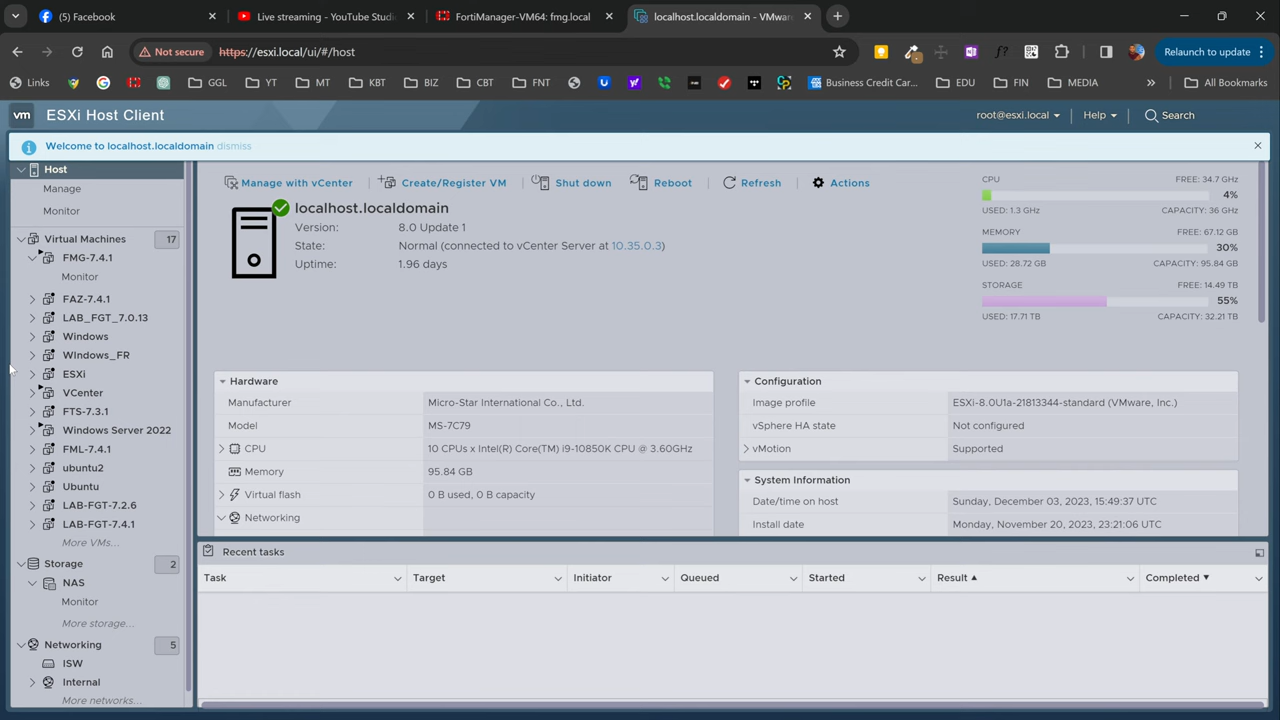 (5) Facebook
Live streaming - YouTube Studi
FortiManager-VM64: fmg.local
localhost.localdomain - VMware
Not secure
https://esxi.local/ui/#/host
Relaunch to update
Links
GGL
YT
MT
KBT
BIZ
CBT
FNT
Business Credit Car...
EDU
FIN
MEDIA
All Bookmarks
vm
ESXi Host Client
root@esxi.local
Help
Search
Welcome to localhost.localdomain dismiss
Host
Manage
Monitor
Virtual Machines 17
FMG-7.4.1
Monitor
FAZ-7.4.1
LAB_FGT_7.0.13
Windows
WIndows_FR
ESXi
VCenter
FTS-7.3.1
Windows Server 2022
FML-7.4.1
ubuntu2
Ubuntu
LAB-FGT-7.2.6
LAB-FGT-7.4.1
More VMs...
Storage 2
NAS
Monitor
More storage...
Networking 5
ISW
Internal
More networks...
Manage with vCenter
Create/Register VM
Shut down
Reboot
Refresh
Actions
localhost.localdomain
Version: 8.0 Update 1
State: Normal (connected to vCenter Server at 10.35.0.3)
Uptime: 1.96 days
CPU FREE: 34.7 GHz
4%
USED: 1.3 GHz CAPACITY: 36 GHz
MEMORY FREE: 67.12 GB
30%
USED: 28.72 GB CAPACITY: 95.84 GB
STORAGE FREE: 14.49 TB
55%
USED: 17.71 TB CAPACITY: 32.21 TB
Hardware
Manufacturer Micro-Star International Co., Ltd.
Model MS-7C79
CPU 10 CPUs x Intel(R) Core(TM) i9-10850K CPU @ 3.60GHz
Memory 95.84 GB
Virtual flash 0 B used, 0 B capacity
Networking
Configuration
Image profile ESXi-8.0U1a-21813344-standard (VMware, Inc.)
vSphere HA state Not configured
vMotion Supported
System Information
Date/time on host Sunday, December 03, 2023, 15:49:37 UTC
Install date Monday, November 20, 2023, 23:21:06 UTC
Recent tasks
Task Target Initiator Queued Started Result Completed